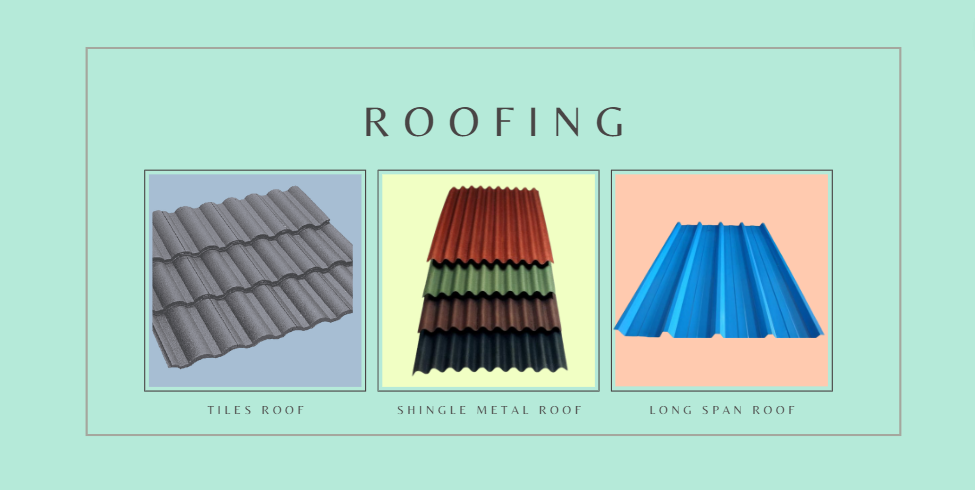 ROOFING
TILES ROOF
SHINGLE METAL ROOF
LONG SPAN ROOF